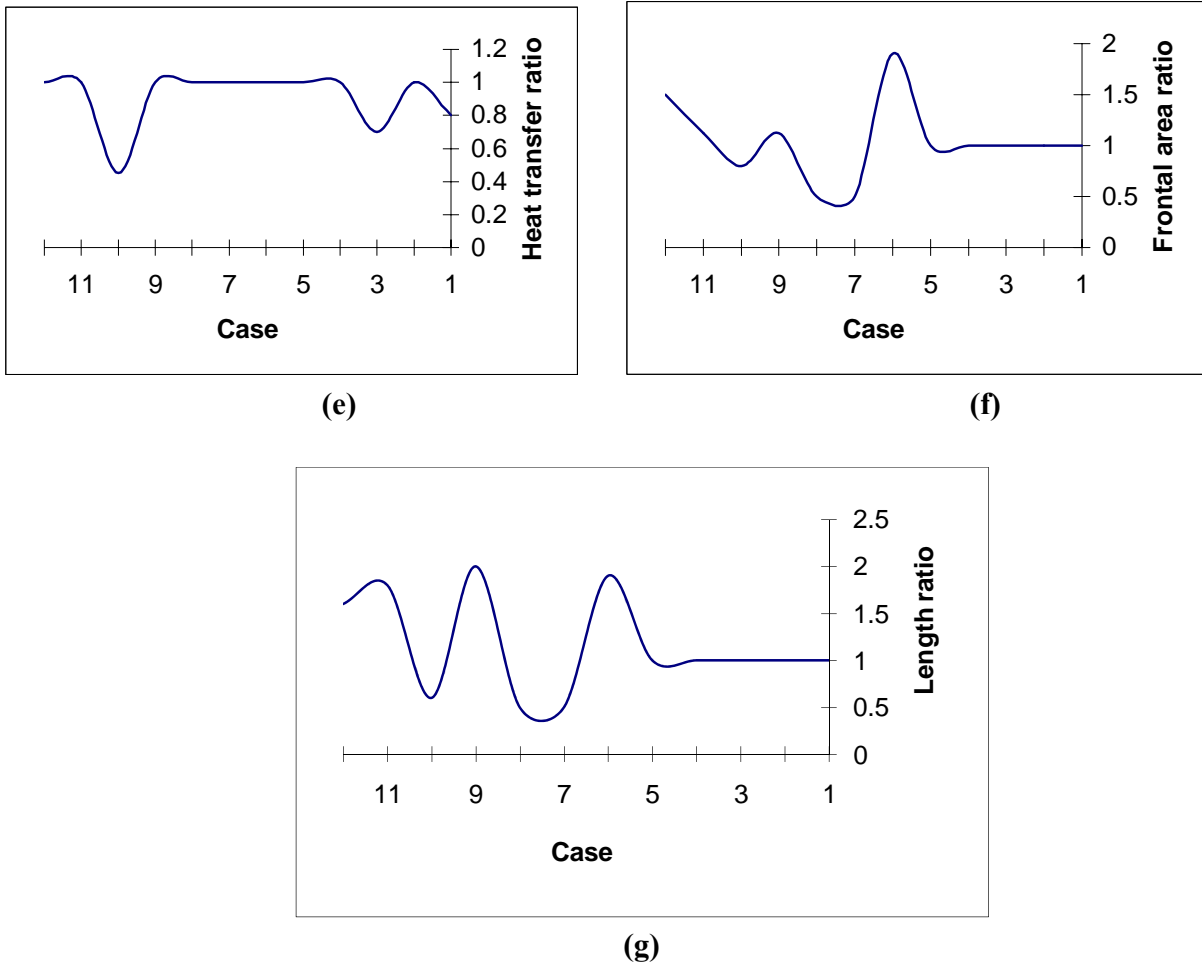 1.2
1
0.8
0.6
0.4
0.2
0
Heat transfer ratio
11 9 7 5 3 1
Case
(e)
2
1.5
1
0.5
0
Frontal area ratio
11 9 7 5 3 1
Case
(f)
2.5
2
1.5
1
0.5
0
Length ratio
11 9 7 5 3 1
Case
(g)